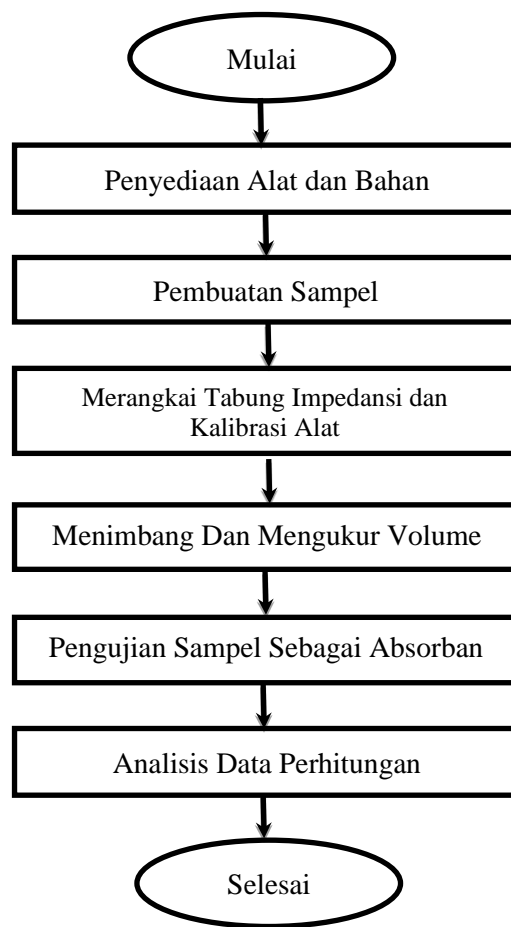 Mulai
Penyediaan Alat dan Bahan
Pembuatan Sampel
Merangkai Tabung Impedansi dan
Kalibrasi Alat
Menimbang Dan Mengukur Volume
Pengujian Sampel Sebagai Absorban
Analisis Data Perhitungan
Selesai